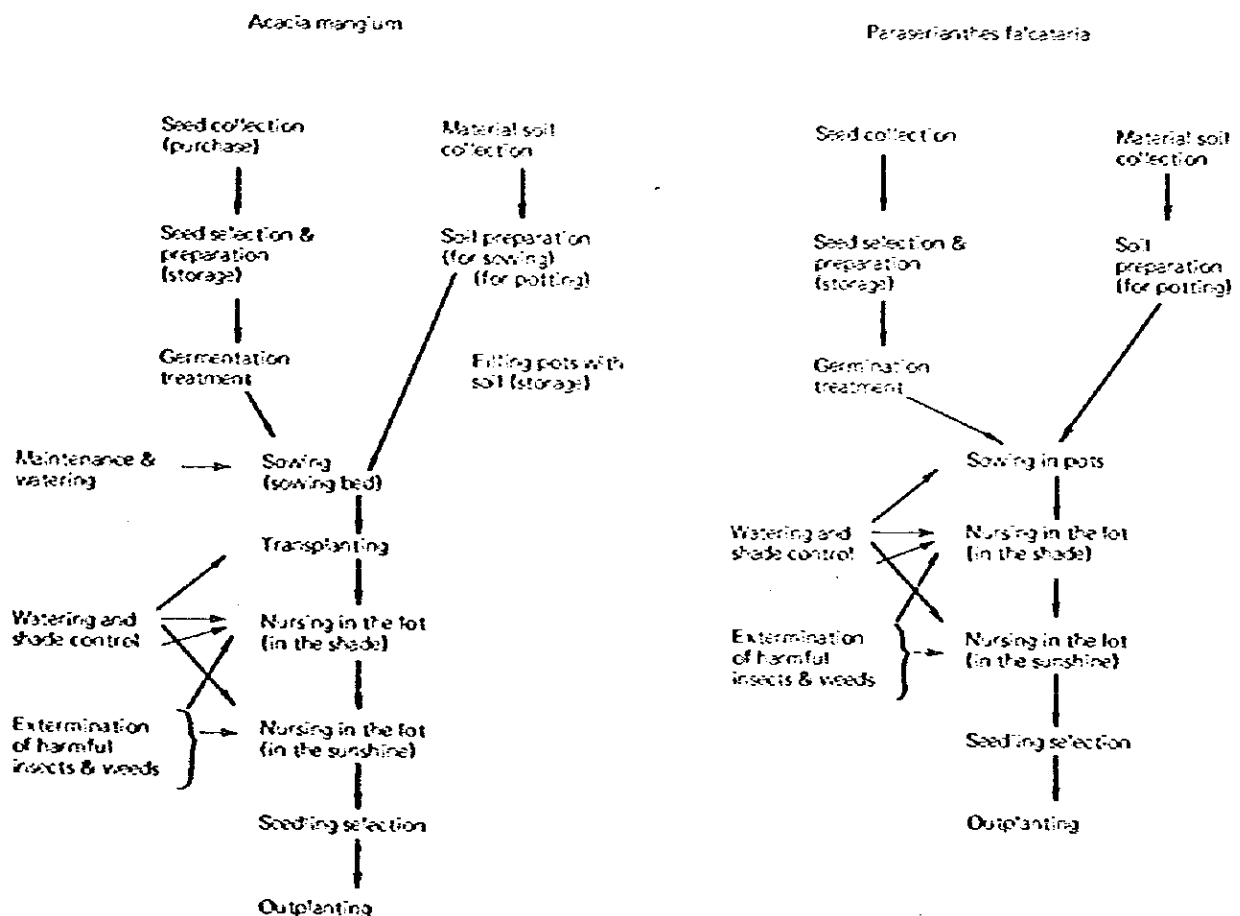 Acacia mangium
Seed collection
(purchase)
Material soil
collection
Seed selection &
preparation
(storage)
Soil preparation
(for sowing)
(for potting)
Germentation
treatment
Filling pots with
soil (storage)
Maintenance &
watering
Sowing
(sowing bed)
Transplanting
Watering and
shade control
Nursing in the lot
(in the shade)
Extermination
of harmful
insects & weeds
Nursing in the lot
(in the sunshine)
Seedling selection
Outplanting
Paraserianthes falcataria
Seed collection
Material soil
collection
Seed selection &
preparation
(storage)
Soil
preparation
(for potting)
Germination
treatment
Sowing in pots
Watering and
shade control
Nursing in the lot
(in the shade)
Extermination
of harmful
insects & weeds
Nursing in the lot
(in the sunshine)
Seedling selection
Outplanting